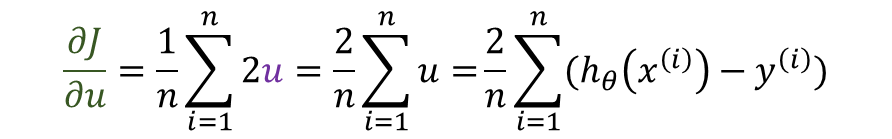 ∂J/∂u = 1/n ∑_{i=1}^{n} 2u = 2/n ∑_{i=1}^{n} u = 2/n ∑_{i=1}^{n} (h_θ(x^{(i)}) − y^{(i)})